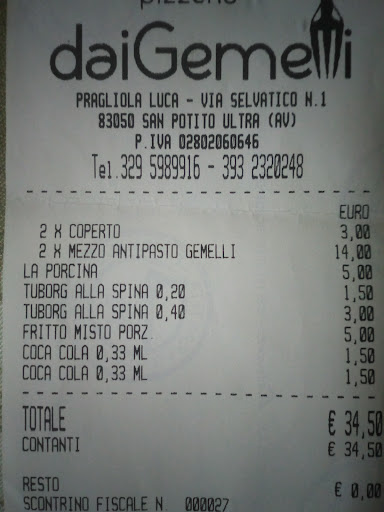 pizzeria
daiGemelli
PRAGLIOLA LUCA - VIA SELVATICO N.1
83050 SAN POTITO ULTRA (AV)
P.IVA 02802060646
Tel.329 5989916 - 393 2320248
EURO
2 X COPERTO 3,00
2 X MEZZO ANTIPASTO GEMELLI 14,00
LA PORCINA 5,00
TUBORG ALLA SPINA 0,20 1,50
TUBORG ALLA SPINA 0,40 3,00
FRITTO MISTO PORZ. 5,00
COCA COLA 0,33 ML 1,50
COCA COLA 0,33 ML 1,50
TOTALE € 34,50
CONTANTI € 34,50
RESTO € 0,00
SCONTRINO FISCALE N. 000027